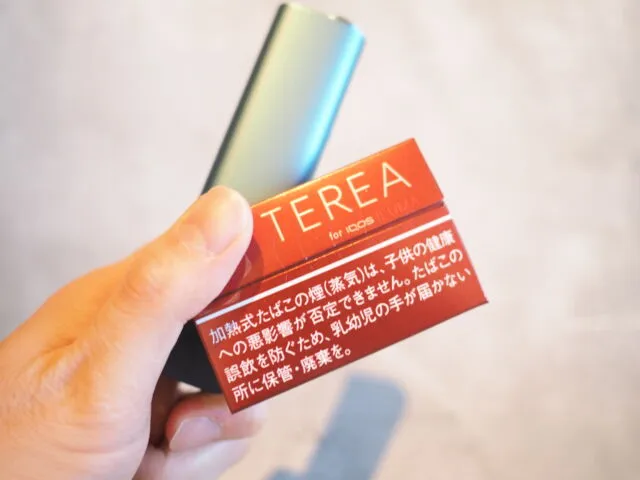 TEREA
for IQOS
加熱式たばこの煙(蒸気)は、子供の健康
への悪影響が否定できません。たばこの
誤飲を防ぐため、乳幼児の手が届かない
所に保管・廃棄を。